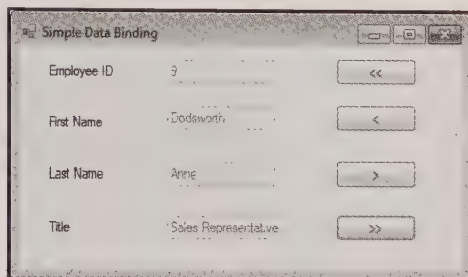 Simple Data Binding
Employee ID 9 <<
First Name Dodsworth <
Last Name Anne >
Title Sales Representative >>